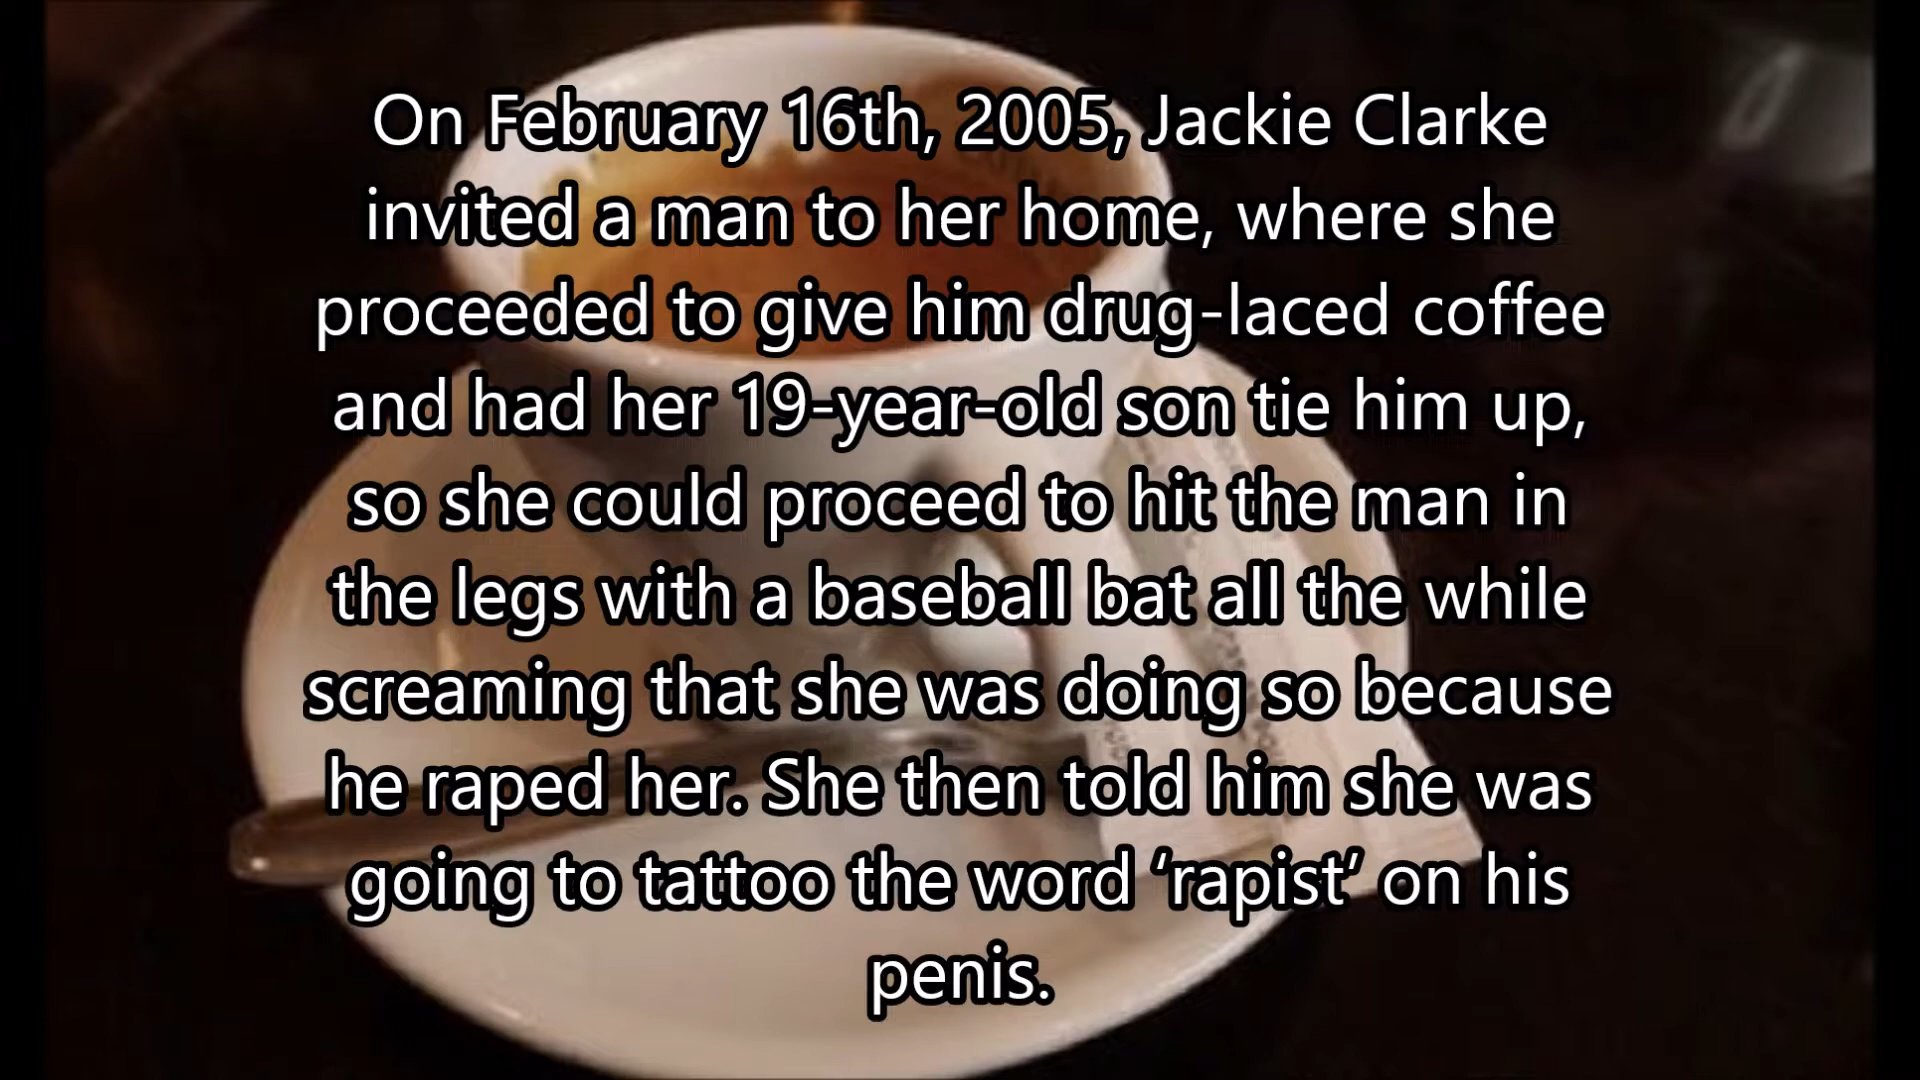 On February 16th, 2005, Jackie Clarke
invited a man to her home, where she
proceeded to give him drug-laced coffee
and had her 19-year-old son tie him up,
so she could proceed to hit the man in
the legs with a baseball bat all the while
screaming that she was doing so because
he raped her. She then told him she was
going to tattoo the word ‘rapist’ on his
penis.